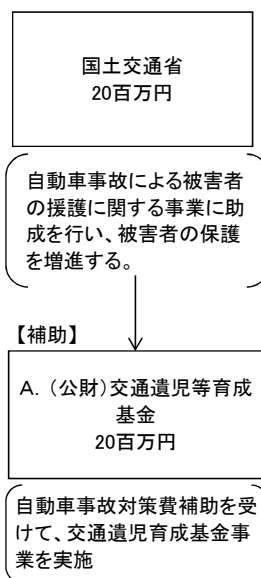 国土交通省
20百万円
自動車事故による被害者
の援護に関する事業に助
成を行い、被害者の保護
を増進する。
【補助】
A. （公財）交通遺児等育成
基金
20百万円
自動車事故対策費補助を受
けて、交通遺児育成基金事
業を実施